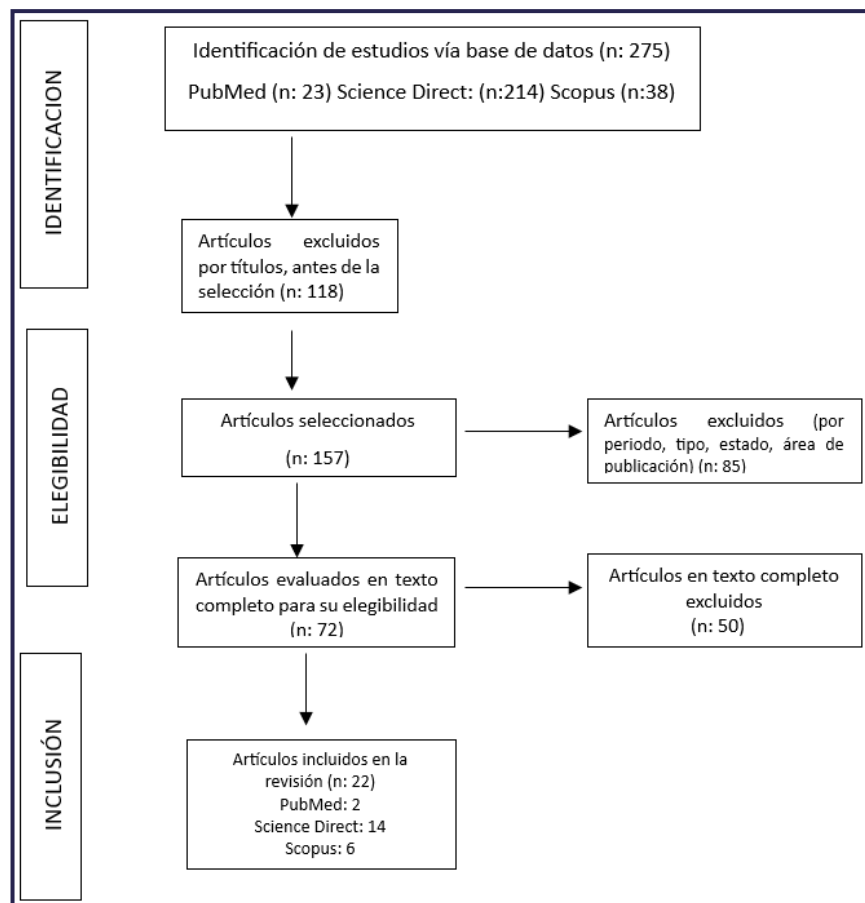 IDENTIFICACION
Identificación de estudios vía base de datos (n: 275)
PubMed (n: 23) Science Direct: (n:214) Scopus (n:38)
Artículos excluidos
por títulos, antes de la
selección (n: 118)
ELEGIBILIDAD
Artículos seleccionados
(n: 157)
Artículos excluidos (por
periodo, tipo, estado, área de
publicación) (n: 85)
Artículos evaluados en texto
completo para su elegibilidad
(n: 72)
Artículos en texto completo
excluidos
(n: 50)
INCLUSIÓN
Artículos incluidos en la
revisión (n: 22)
PubMed: 2
Science Direct: 14
Scopus: 6